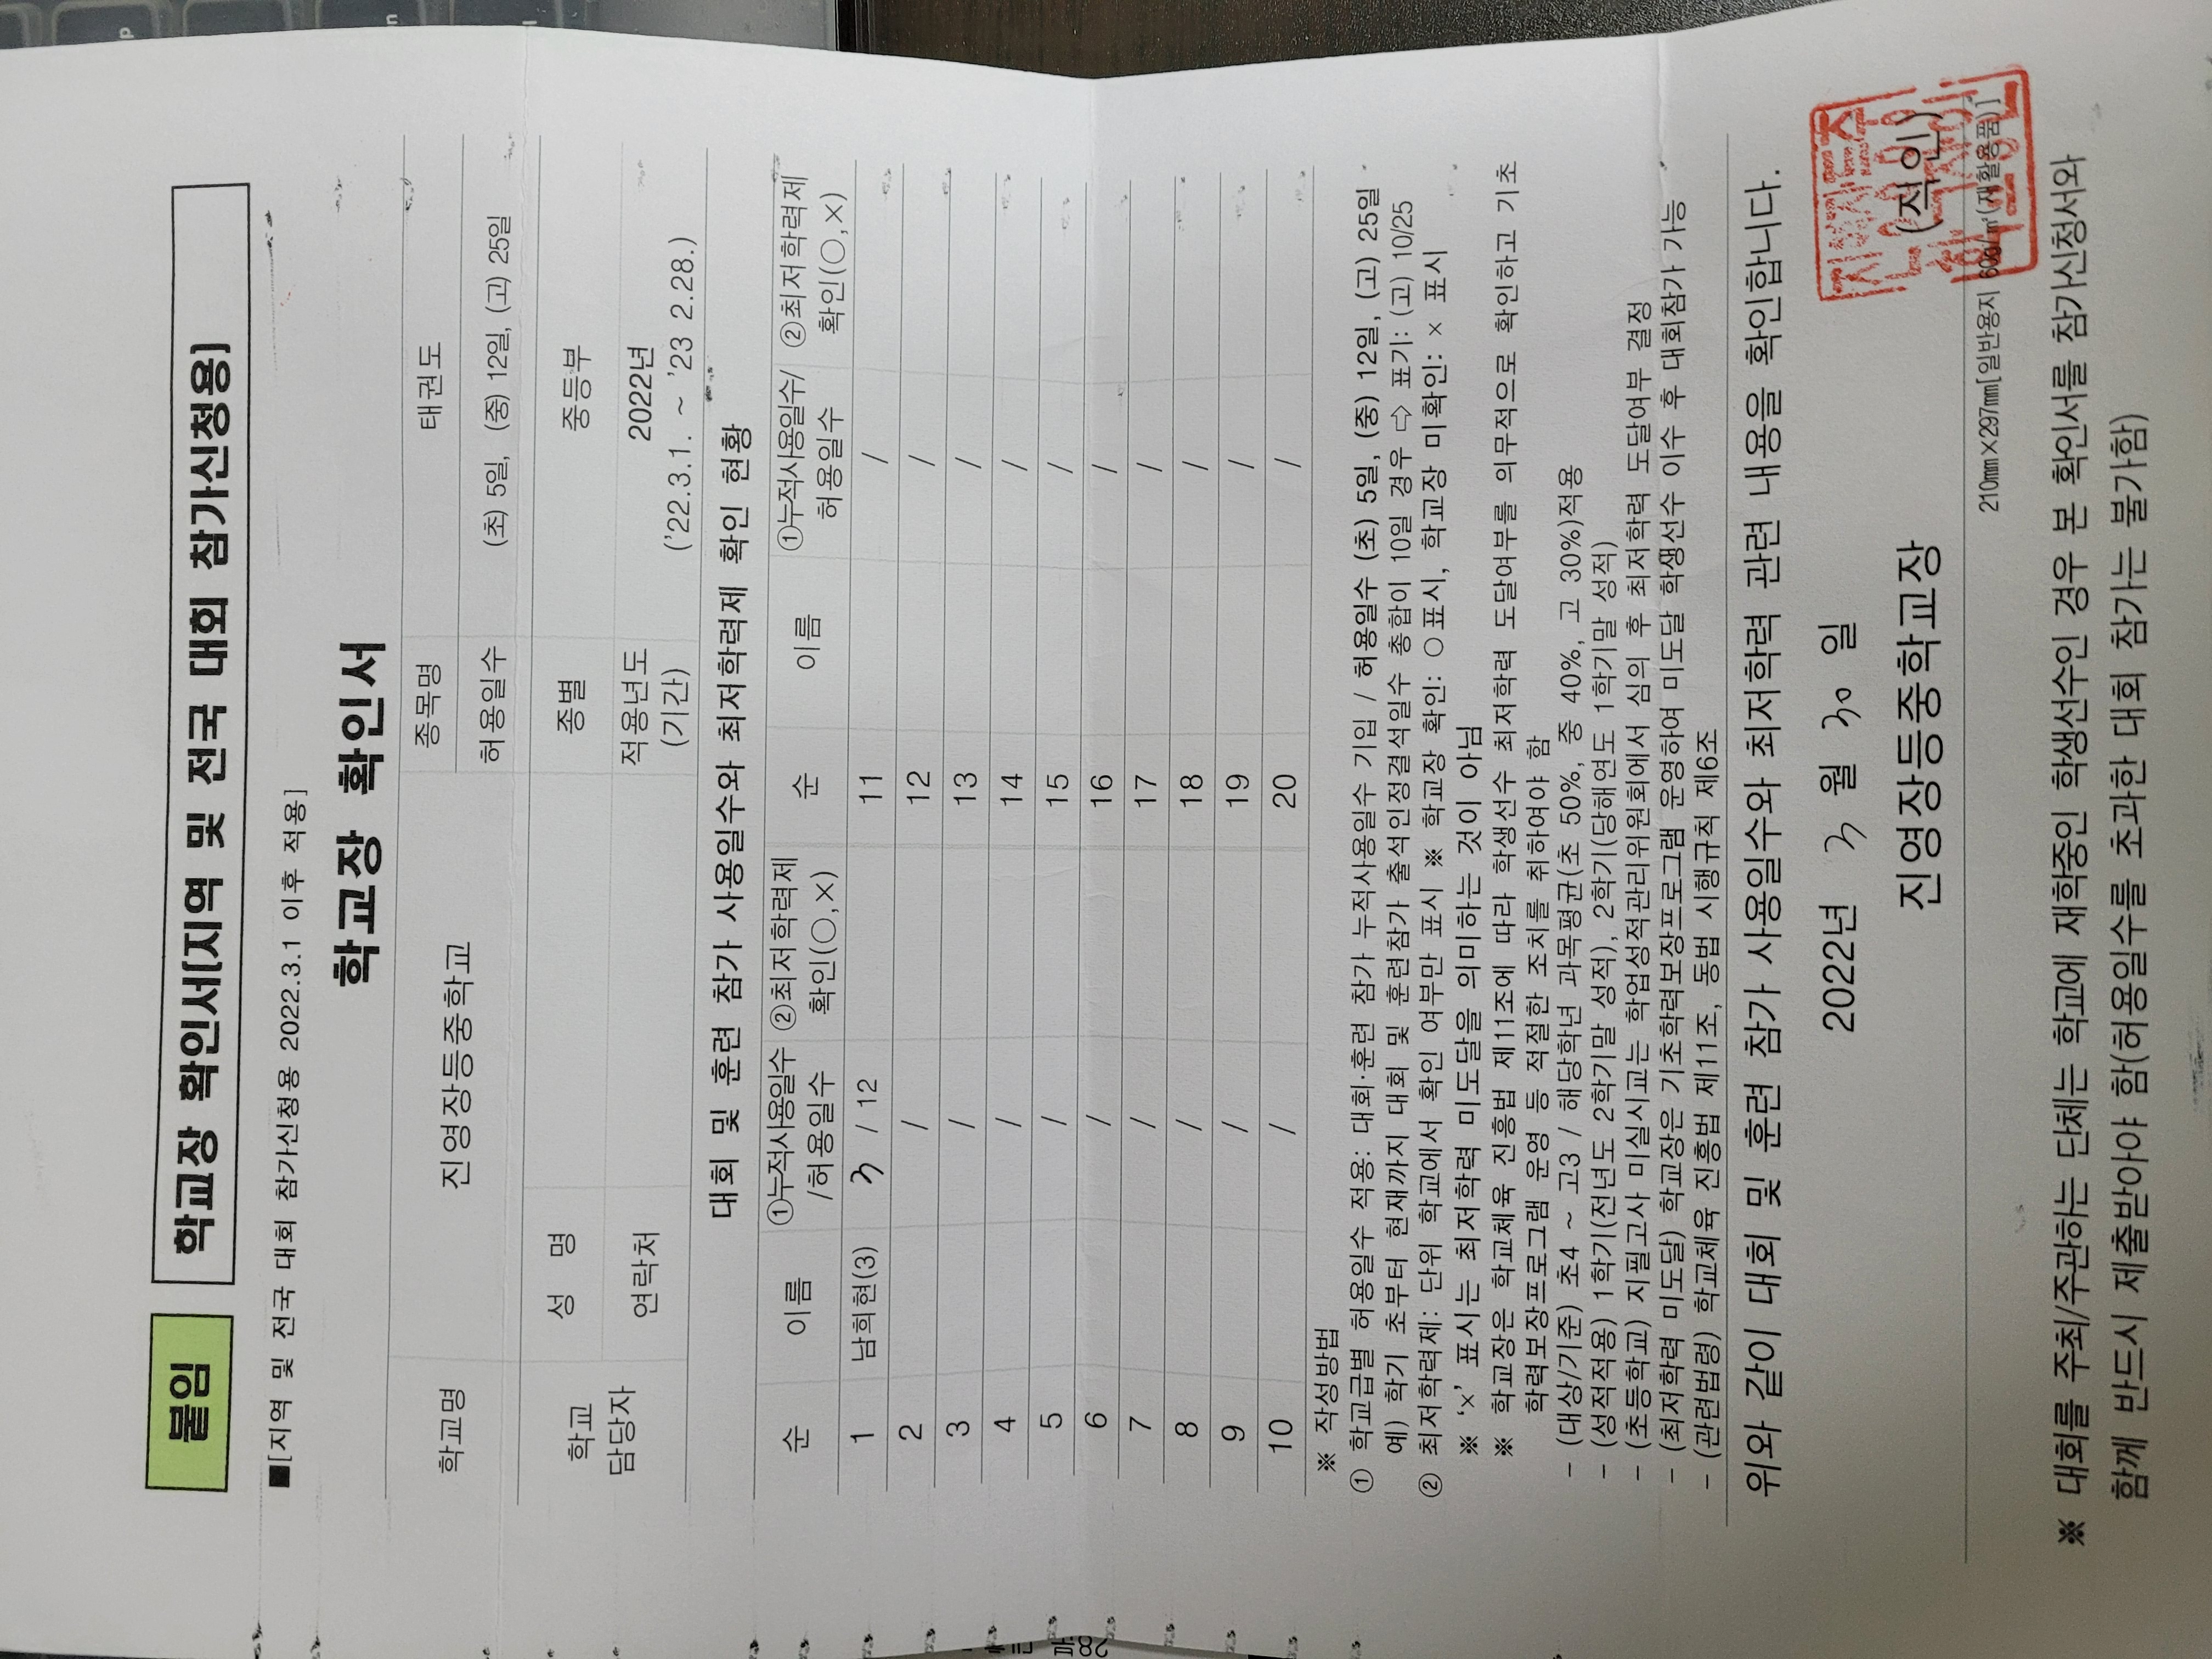 붙임
학교장 확인서[지역 및 전국 대회 참가신청용]
■[지역 및 전국 대회 참가신청용 2022.3.1 이후 적용]
학교장 확인서
학교명 진영장등중학교 종목명 태권도
허용일수 (초) 5일, (중) 12일, (고) 25일
학교 담당자 성 명 종별 중등부
연락처 적용년도 (기간) 2022년 ('22.3.1. ~ '23 2.28.)
대회 및 훈련 참가 사용일수와 최저학력제 확인 현황
순 이름 ①누적사용일수 /허용일수 ②최저학력제 확인(○,×) 순 이름 ①누적사용일수/ 허용일수 ②최저학력제 확인(○,×)
1 남희현(3) 3 / 12 11 /
2 / 12 /
3 / 13 /
4 / 14 /
5 / 15 /
6 / 16 /
7 / 17 /
8 / 18 /
9 / 19 /
10 / 20 /
※ 작성방법
① 학교급별 허용일수 적용: 대회·훈련 참가 누적사용일수 기입 / 허용일수 (초) 5일, (중) 12일, (고) 25일
예) 학기 초부터 현재까지 대회 및 훈련참가 출석인정결석일수 총합이 10일 경우 ⇨ 표기: (고) 10/25
② 최저학력제: 단위 학교에서 확인 여부만 표시 ※ 학교장 확인: ○표시, 학교장 미확인: × 표시
※ '×' 표시는 최저학력 미도달을 의미하는 것이 아님
※ 학교장은 학교체육 진흥법 제11조에 따라 학생선수 최저학력 도달여부를 의무적으로 확인하고 기초
학력보장프로그램 운영 등 적절한 조치를 취하여야 함
- (대상/기준) 초4 ~ 고3 / 해당학년 과목평균(초 50%, 중 40%, 고 30%)적용
- (성적적용) 1학기(전년도 2학기말 성적), 2학기(당해연도 1학기말 성적)
- (초등학교) 지필고사 미실시교는 학업성적관리위원회에서 심의 후 최저학력 도달여부 결정
- (최저학력 미도달) 학교장은 기초학력보장프로그램 운영하여 미도달 학생선수 이수 후 대회참가 가능
- (관련법령) 학교체육 진흥법 제11조, 동법 시행규칙 제6조
위와 같이 대회 및 훈련 참가 사용일수와 최저학력 관련 내용을 확인합니다.
2022년 3 월 30 일
진영장등중학교장 (직인)
210㎜×297㎜[일반용지 60g/㎡(재활용품)]
※ 대회를 주최/주관하는 단체는 학교에 재학중인 학생선수인 경우 본 확인서를 참가신청서와
함께 반드시 제출받아야 함(허용일수를 초과한 대회 참가는 불가함)